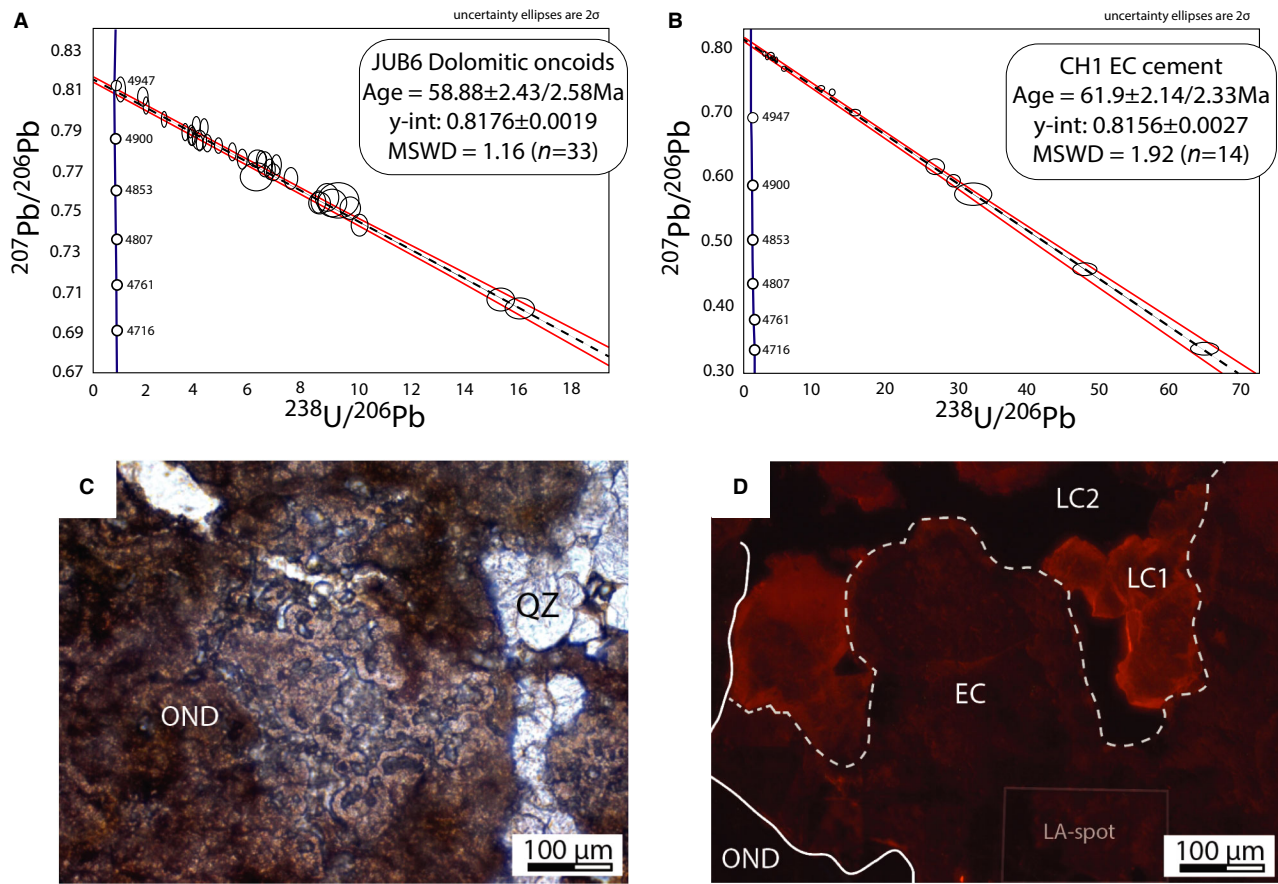 A
uncertainty ellipses are 2σ
JUB6 Dolomitic oncoids
Age = 58.88±2.43/2.58Ma
y-int: 0.8176±0.0019
MSWD = 1.16 (n=33)
0.83
0.81
0.79
0.77
0.75
0.73
0.71
0.69
0.67
4947
4900
4853
4807
4761
4716
0 2 4 6 8 10 12 14 16 18
207Pb/206Pb
238U/206Pb
B
uncertainty ellipses are 2σ
CH1 EC cement
Age = 61.9±2.14/2.33Ma
y-int: 0.8156±0.0027
MSWD = 1.92 (n=14)
0.80
0.70
0.60
0.50
0.40
0.30
4947
4900
4853
4807
4761
4716
0 10 20 30 40 50 60 70
207Pb/206Pb
238U/206Pb
C
QZ
OND
100 µm
D
LC2
LC1
EC
LA-spot
OND
100 µm